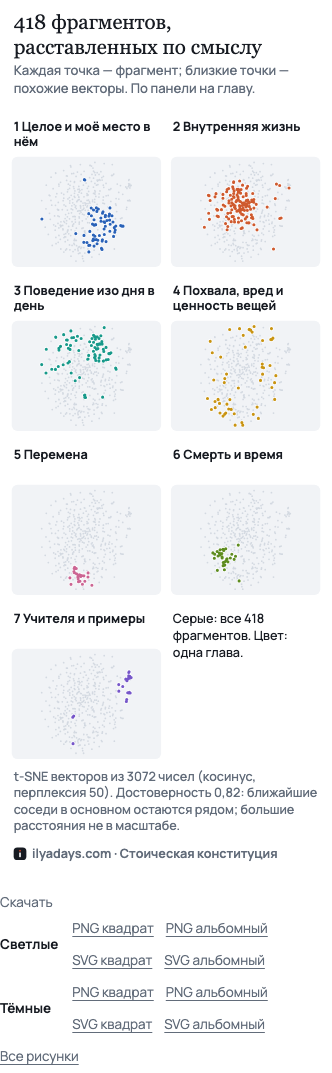 418 фрагментов,
расставленных по смыслу
Каждая точка — фрагмент; близкие точки —
похожие векторы. По панели на главу.
1 Целое и моё место в
нём
2 Внутренняя жизнь
3 Поведение изо дня в
день
4 Похвала, вред и
ценность вещей
5 Перемена
6 Смерть и время
7 Учителя и примеры
Серые: все 418
фрагментов. Цвет:
одна глава.
t-SNE векторов из 3072 чисел (косинус,
перплексия 50). Достоверность 0,82: ближайшие
соседи в основном остаются рядом; большие
расстояния не в масштабе.
i ilyadays.com · Стоическая конституция
Скачать
Светлые
PNG квадрат PNG альбомный
SVG квадрат SVG альбомный
Тёмные
PNG квадрат PNG альбомный
SVG квадрат SVG альбомный
Все рисунки